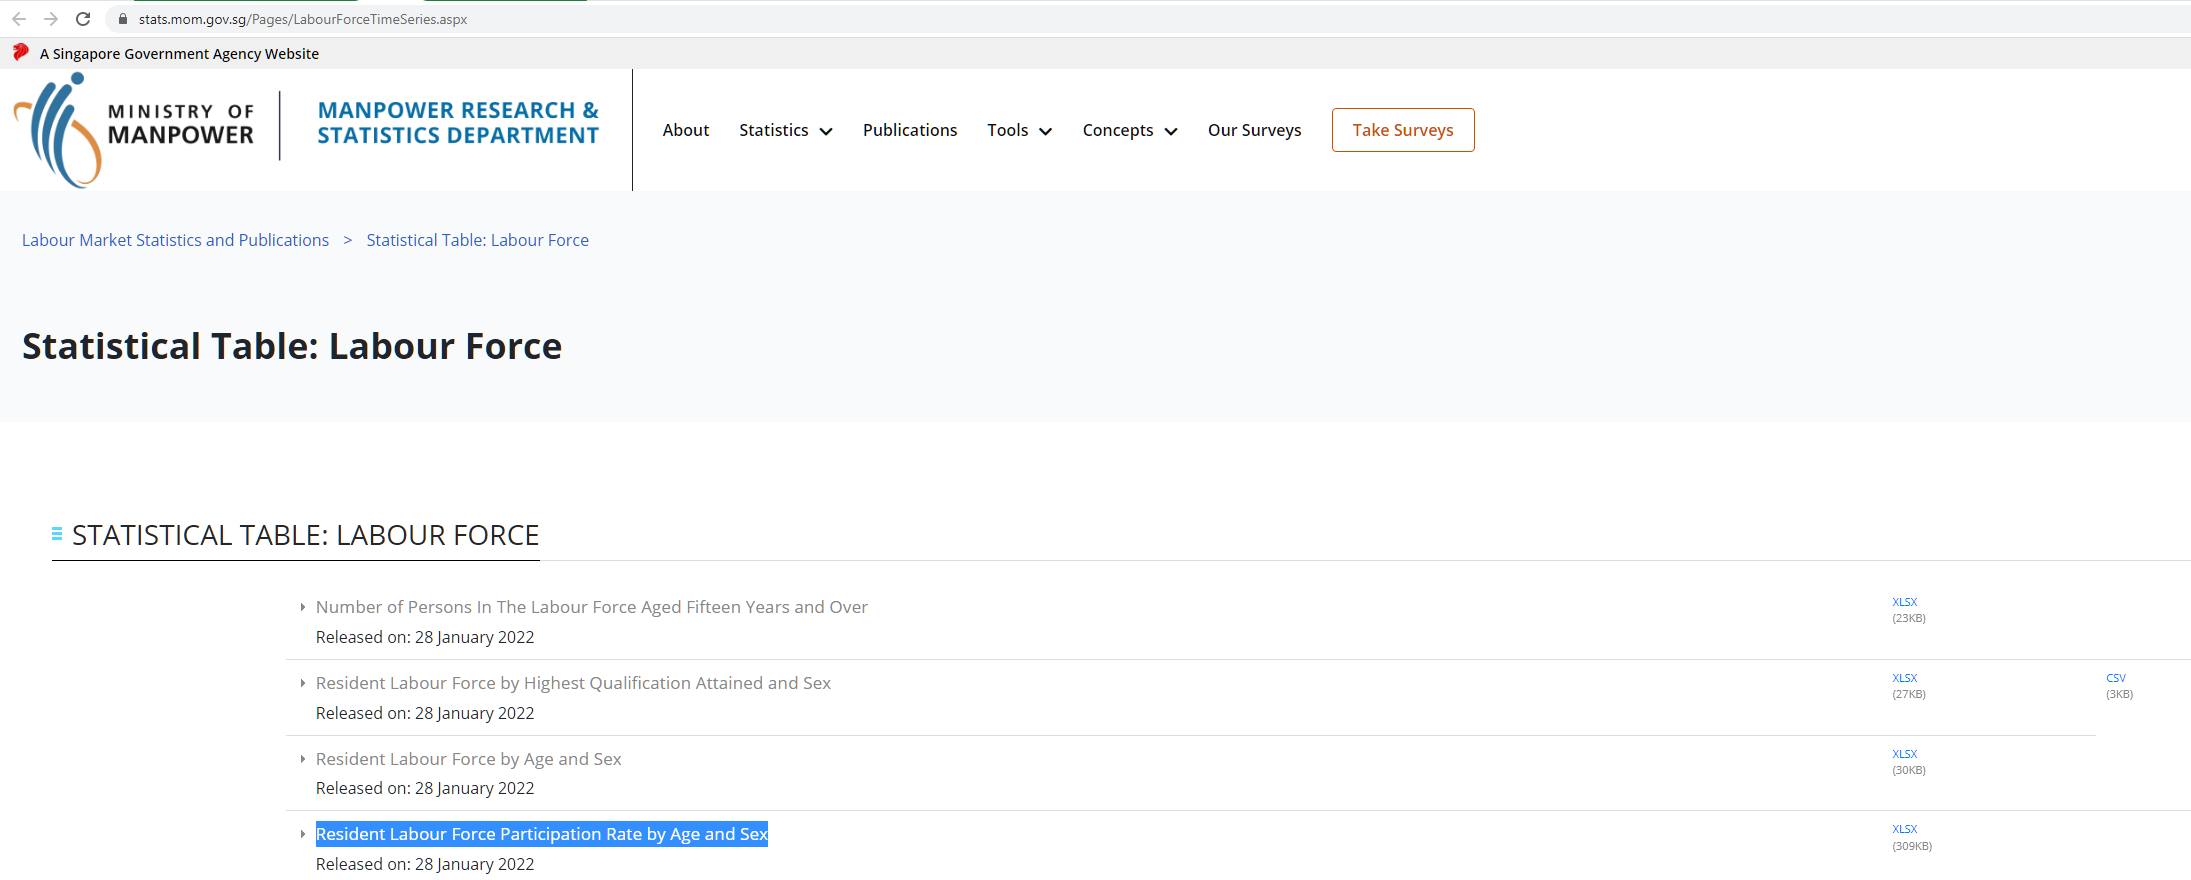 stats.mom.gov.sg/Pages/LabourForceTimeSeries.aspx
A Singapore Government Agency Website
MINISTRY OF
MANPOWER
MANPOWER RESEARCH &
STATISTICS DEPARTMENT
About Statistics Publications Tools Concepts Our Surveys Take Surveys
Labour Market Statistics and Publications > Statistical Table: Labour Force
Statistical Table: Labour Force
STATISTICAL TABLE: LABOUR FORCE
Number of Persons In The Labour Force Aged Fifteen Years and Over XLSX
(23KB)
Released on: 28 January 2022
Resident Labour Force by Highest Qualification Attained and Sex XLSX CSV
(27KB) (3KB)
Released on: 28 January 2022
Resident Labour Force by Age and Sex XLSX
(30KB)
Released on: 28 January 2022
Resident Labour Force Participation Rate by Age and Sex XLSX
(309KB)
Released on: 28 January 2022